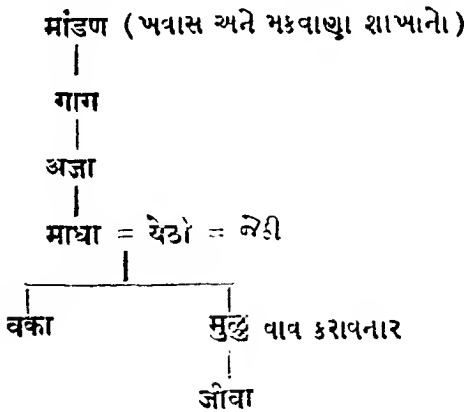 मांडण (ખવાસ અને મકવાણા શાખાનો)
गाग
अज्ञा
माघा = येठो = જેઠી
वका मुळु વાવ કરાવનાર
जीवा